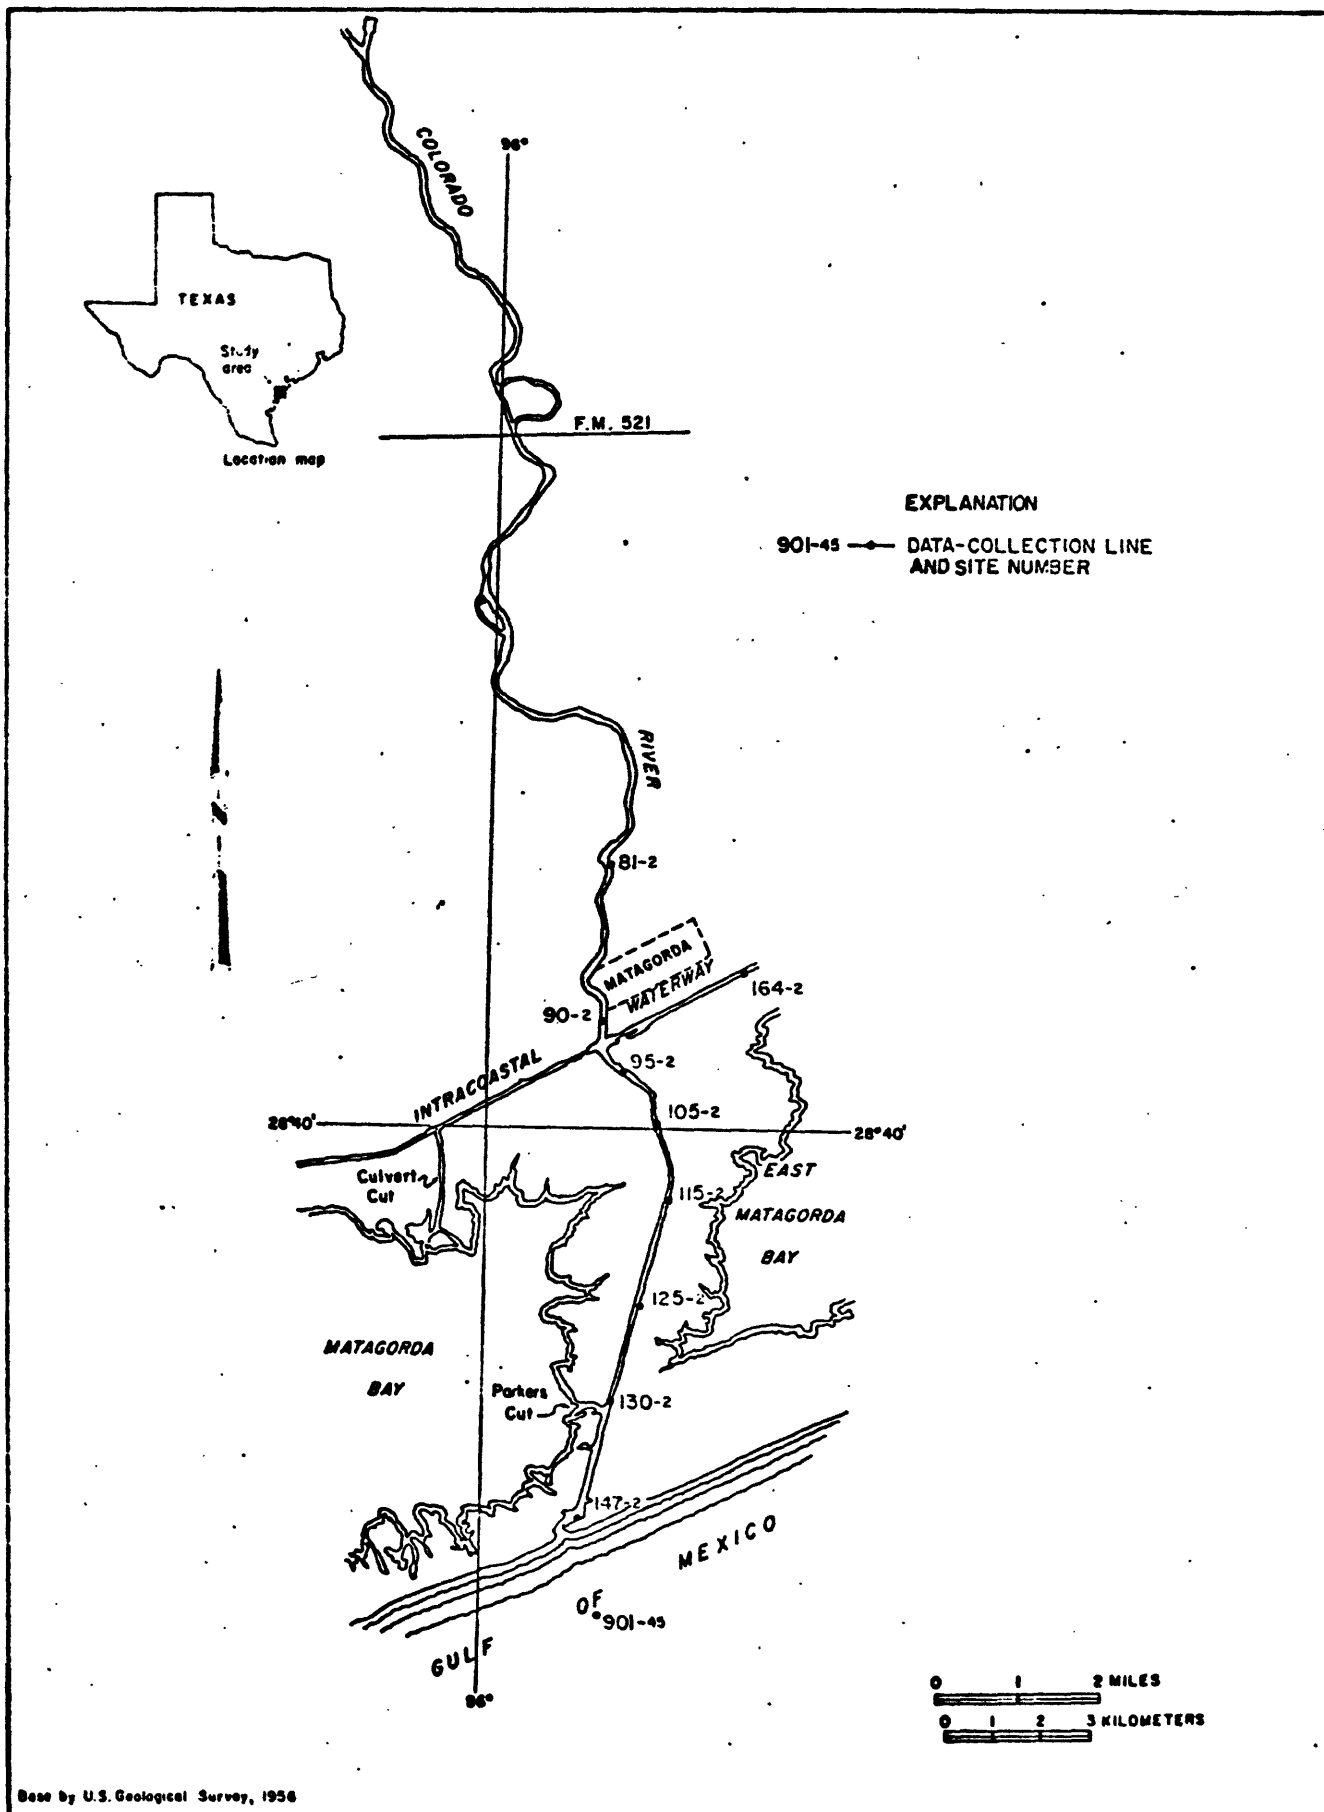 COLORADO
96°
TEXAS
Study
area
Location map
F.M. 521
EXPLANATION
901-45 DATA-COLLECTION LINE
AND SITE NUMBER
RIVER
81-2
MATAGORDA
WATERWAY
164-2
90-2
95-2
INTRACOASTAL
105-2
28°40'
28°40'
Culvert
Cut
EAST
MATAGORDA
BAY
115-2
125-2
MATAGORDA
BAY
Parkers
Cut
130-2
147-2
GULF OF MEXICO
901-45
96°
0 1 2 MILES
0 1 2 3 KILOMETERS
Base by U.S. Geological Survey, 1956